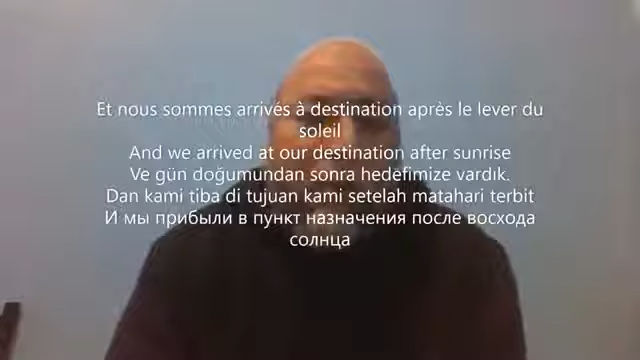 Et nous sommes arrivés à destination après le lever du
soleil
And we arrived at our destination after sunrise
Ve gün doğumundan sonra hedefimize vardık.
Dan kami tiba di tujuan kami setelah matahari terbit
И мы прибыли в пункт назначения после восхода
солнца